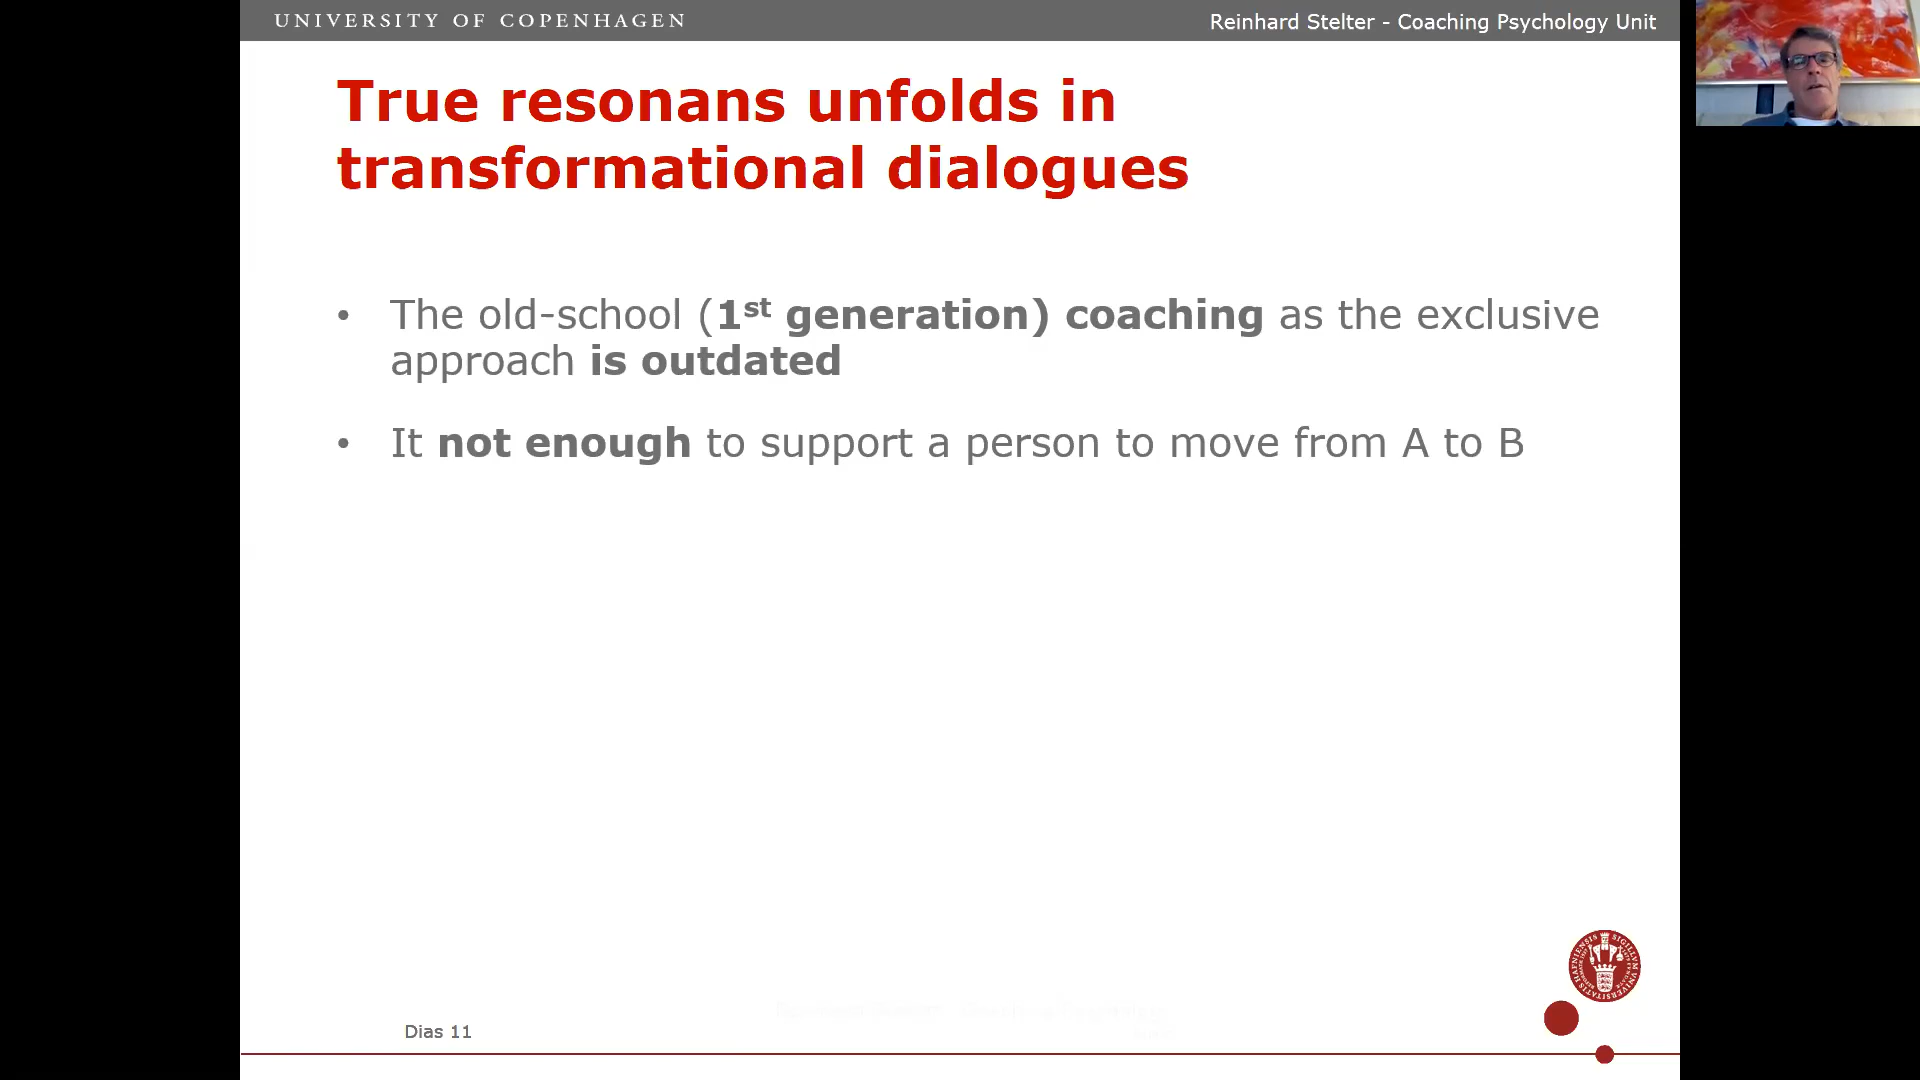 UNIVERSITY OF COPENHAGEN
Reinhard Stelter - Coaching Psychology Unit
True resonans unfolds in
transformational dialogues
• The old-school (1st generation) coaching as the exclusive
approach is outdated
• It not enough to support a person to move from A to B
Dias 11